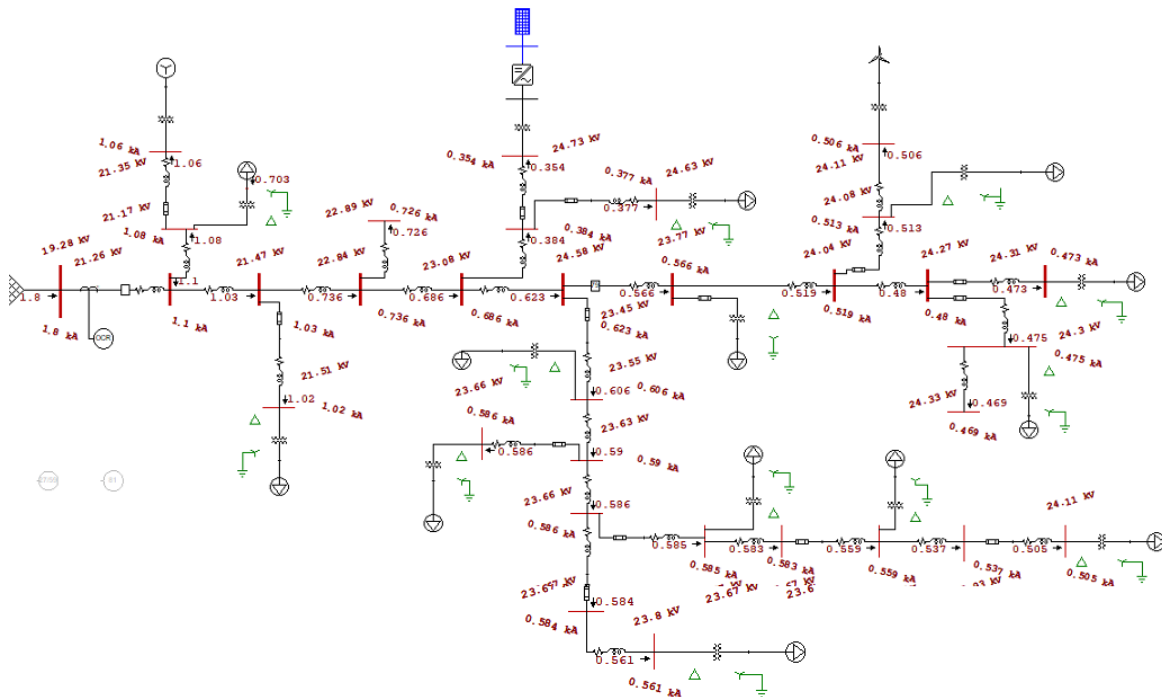 24.73 kV
1.06 kA
21.35 kV
1.06
0.354 kA
0.354
0.506 kA
24.11 kV
0.506
0.703
0.377 kA
24.63 kV
0.377
24.08 kV
21.17 kV
1.08 kA
1.08
22.89 kV
0.726 kA
0.726
0.384 kA
0.384
24.58 kV
23.77 kV
0.513 kA
0.513
24.04 kV
19.28 kV
21.26 kV
21.47 kV
22.84 kV
23.08 kV
0.566 kA
24.27 kV
24.31 kV
0.473 kA
1.8
1.1
1.03
0.736
0.686
0.623
0.566
0.519
0.48
0.473
1.8 kA
1.1 kA
1.03 kA
0.736 kA
0.686 kA
23.45 kV
0.623 kA
0.519 kA
0.48 kA
24.3 kV
0.475
0.475 kA
OCR
21.51 kV
1.02
1.02 kA
23.66 kV
23.55 kV
0.606
0.606 kA
24.33 kV
0.469
0.469 kA
0.586 kA
0.586
23.63 kV
0.59
0.59 kA
27/59
81
23.66 kV
0.586
0.586 kA
24.11 kV
0.585
0.583
0.559
0.537
0.505
0.585 kA
0.583 kA
0.559 kA
0.537 kA
0.505 kA
23.67 kV
23.67 kV
23.6
0.584
0.584 kA
23.8 kV
0.561
0.561 kA